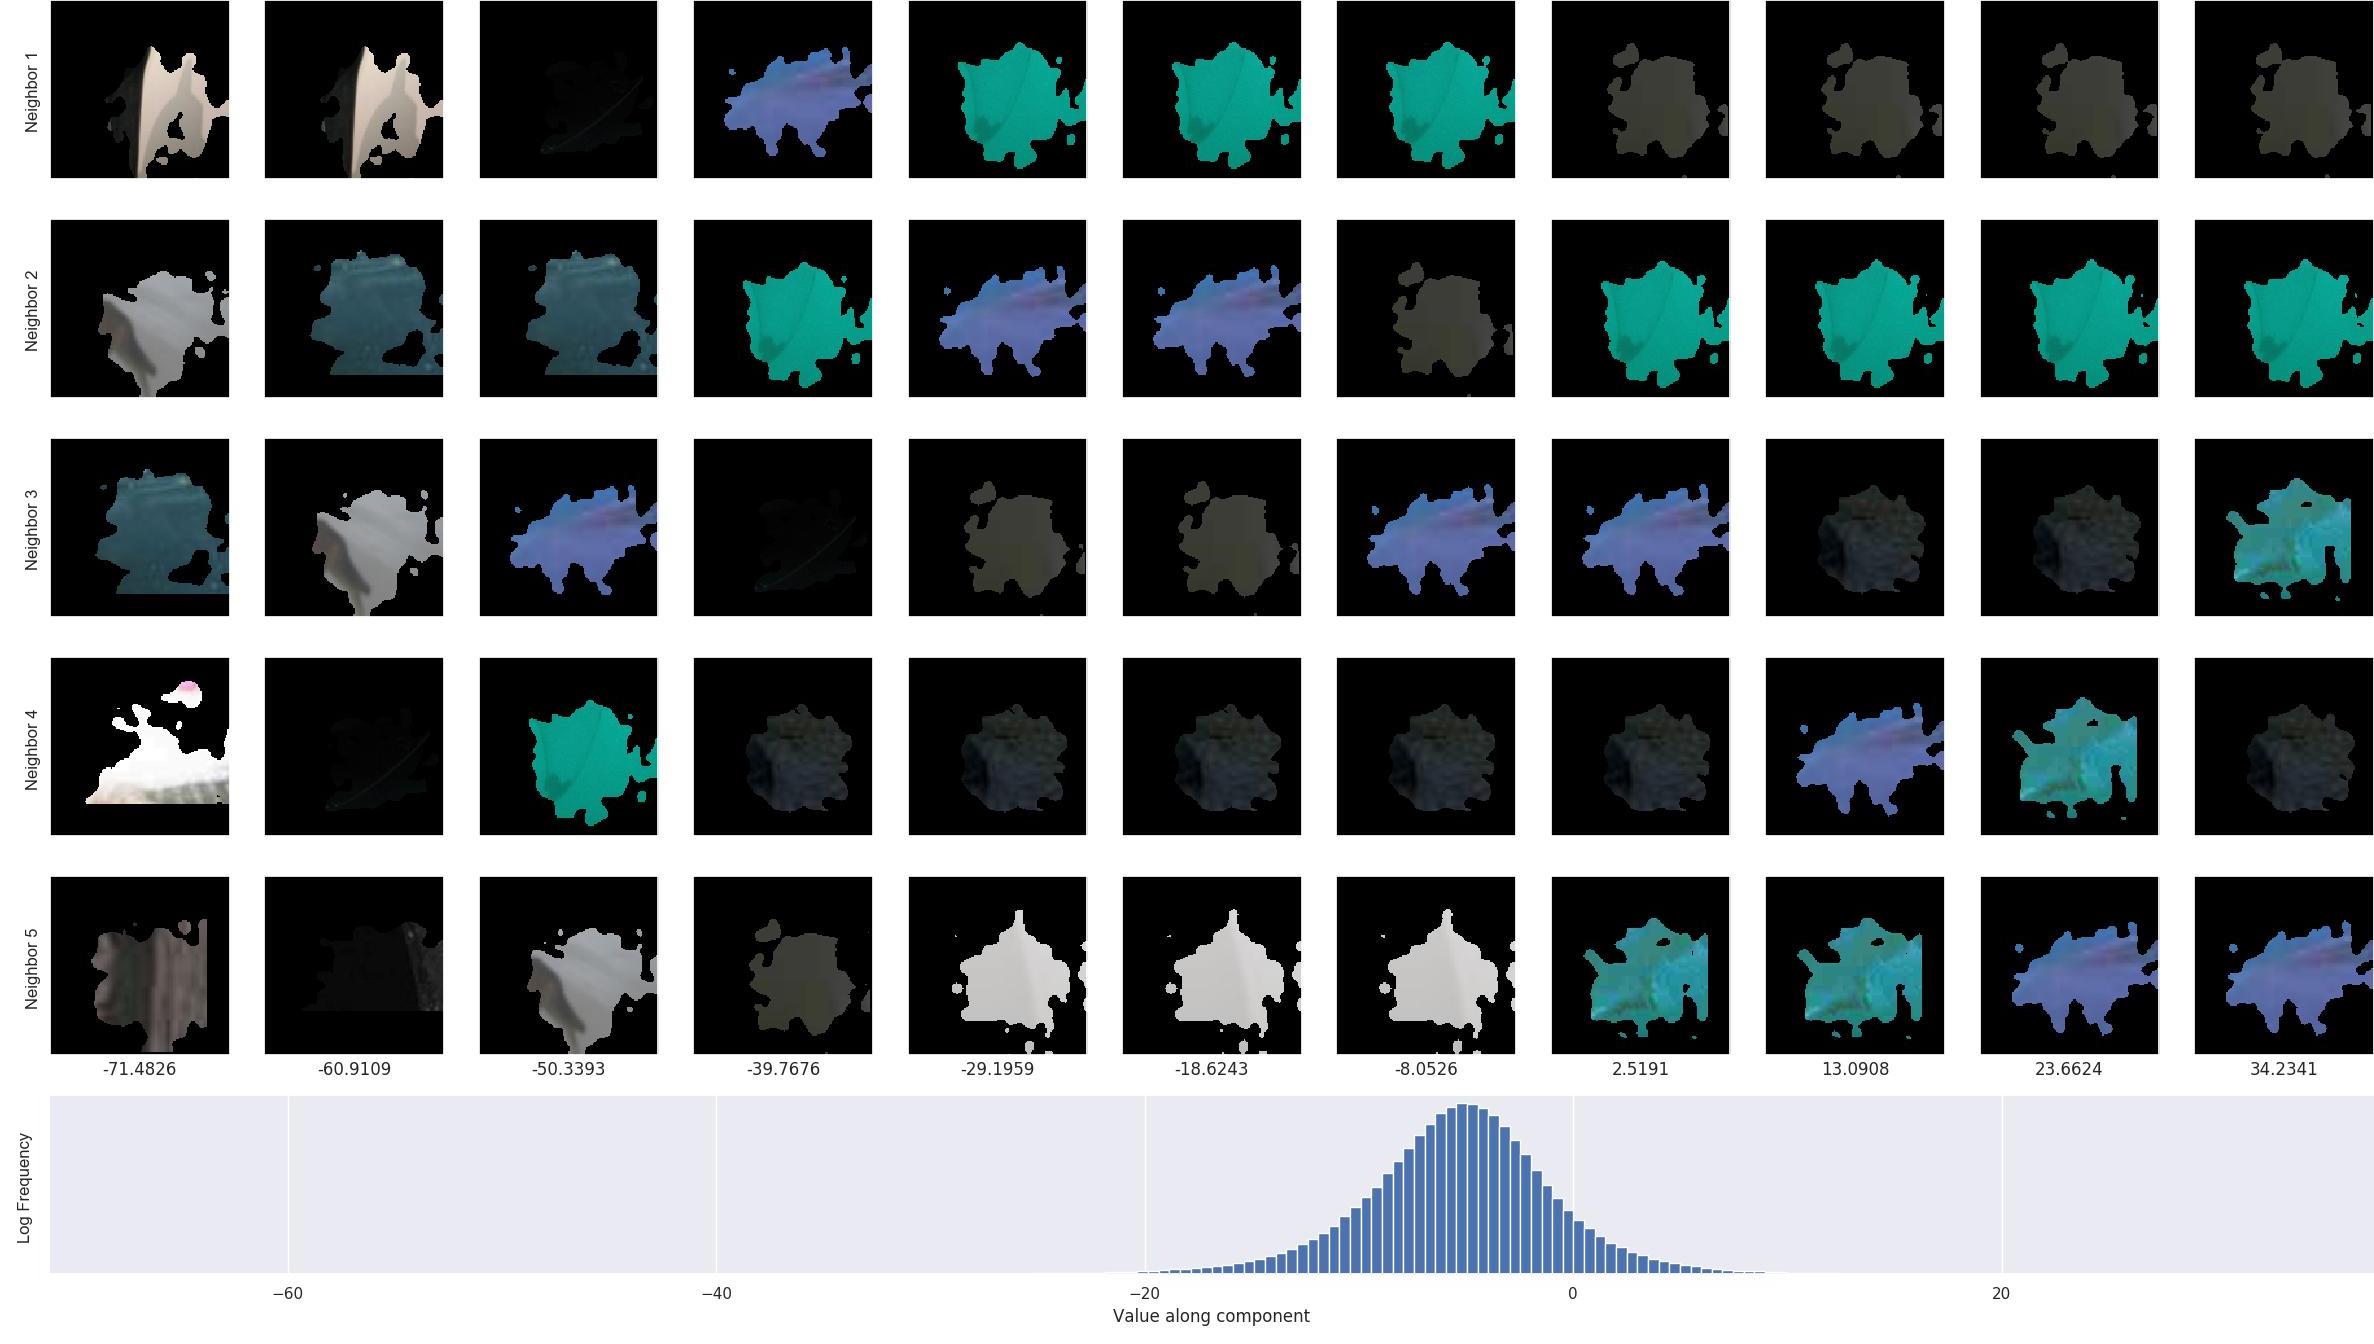 Neighbor 1
Neighbor 2
Neighbor 3
Neighbor 4
Neighbor 5
-71.4826 -60.9109 -50.3393 -39.7676 -29.1959 -18.6243 -8.0526 2.5191 13.0908 23.6624 34.2341
Log Frequency
−60 −40 −20 0 20
Value along component